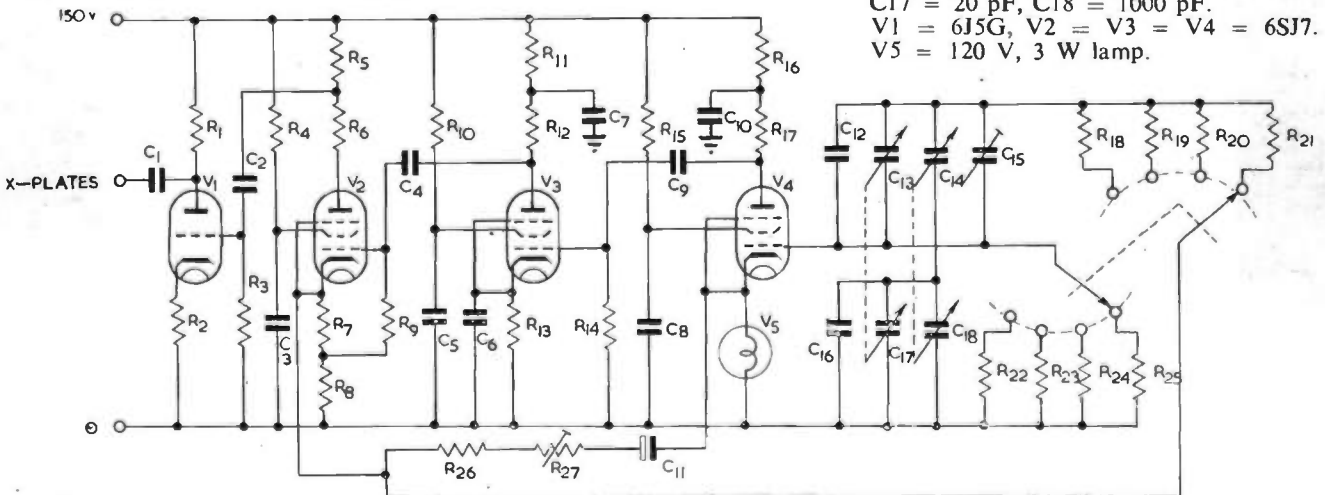 C17 = 20 pF, C18 = 1000 pF.
V1 = 6J5G, V2 = V3 = V4 = 6SJ7.
V5 = 120 V, 3 W lamp.
150 v
R5
R11
R16
R1
R4
R6
R10
R12
C7
R15
C10
R17
C12
C13
C14
C15
R18
R19
R20
R21
C1
C2
C4
C9
X-PLATES
V1
V2
V3
V4
R3
R2
C3
R7
R9
R8
C5
C6
R13
R14
C8
V5
C16
C17
C18
R22
R23
R24
R25
R26
R27
C11